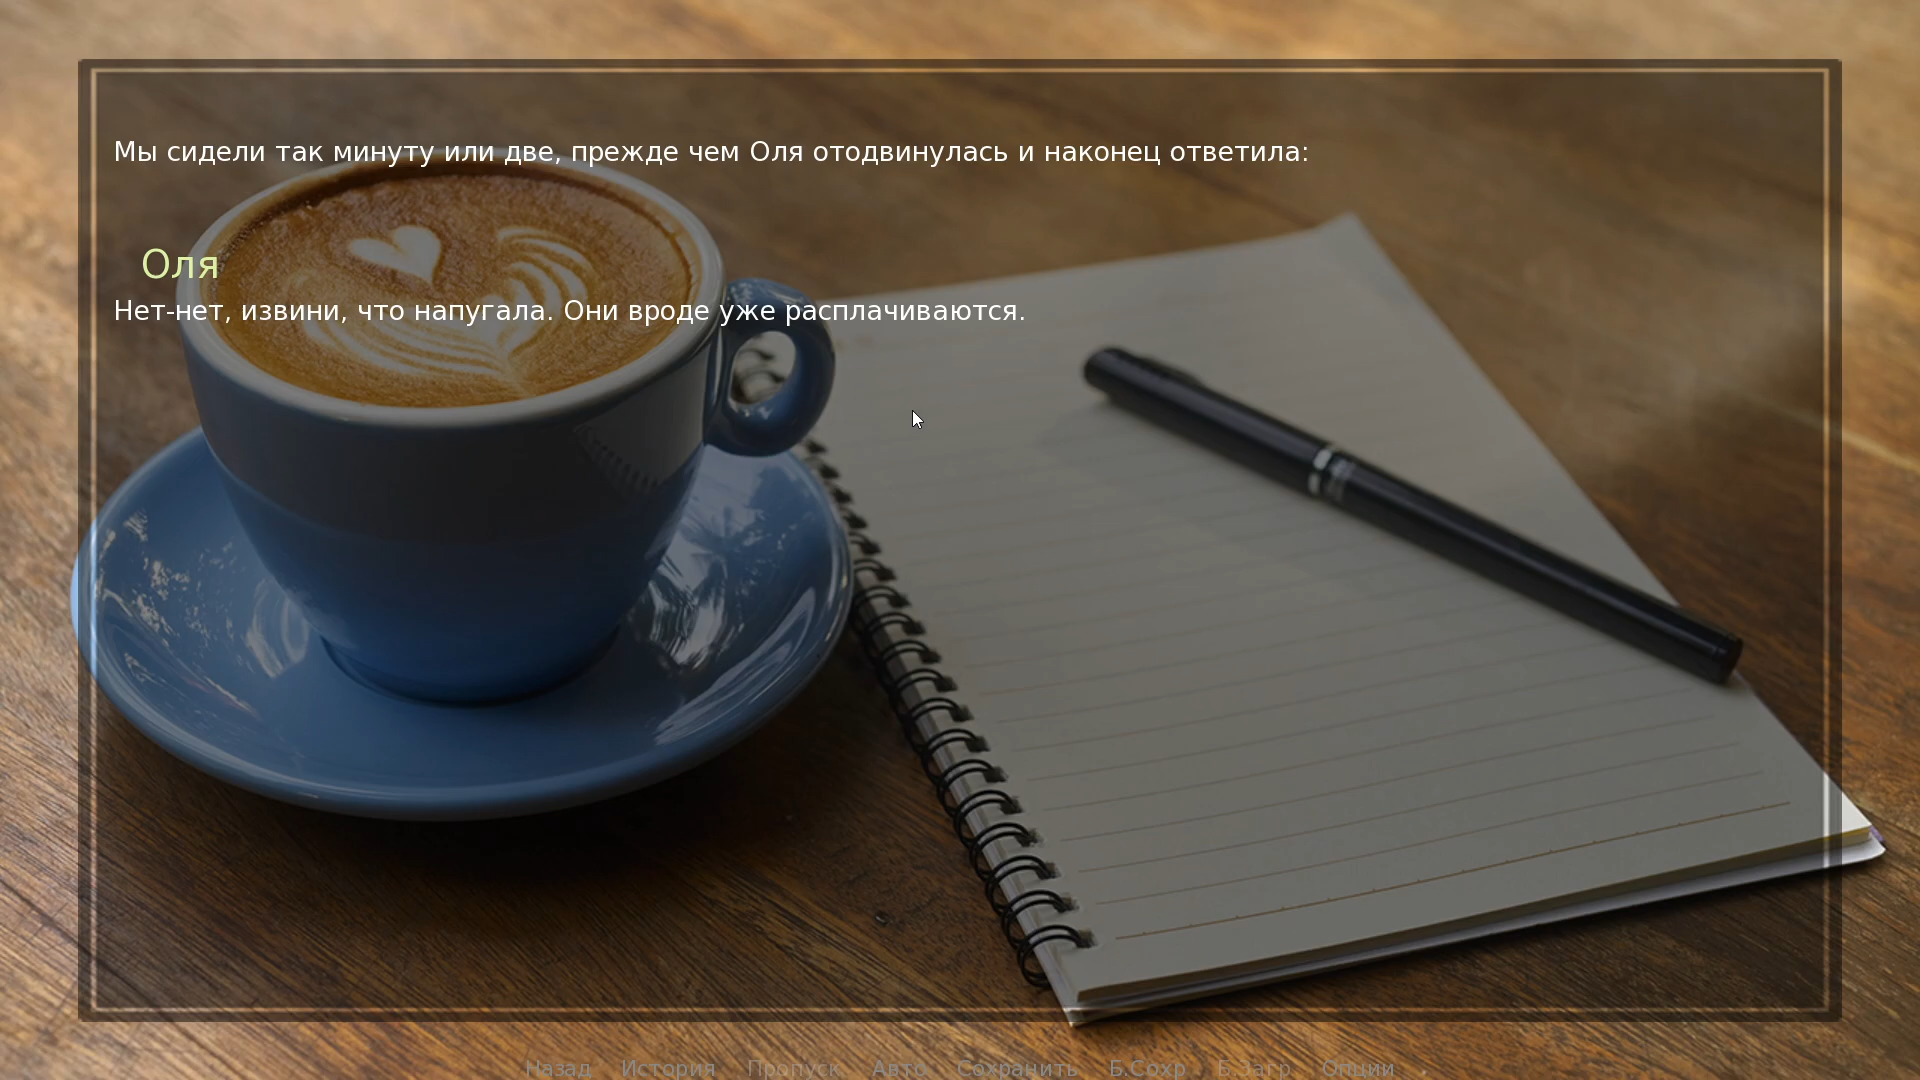 Мы сидели так минуту или две, прежде чем Оля отодвинулась и наконец ответила:
Оля
Нет-нет, извини, что напугала. Они вроде уже расплачиваются.
Назад История Пропуск Авто Сохранить Б.Сохр Б.Загр Опции